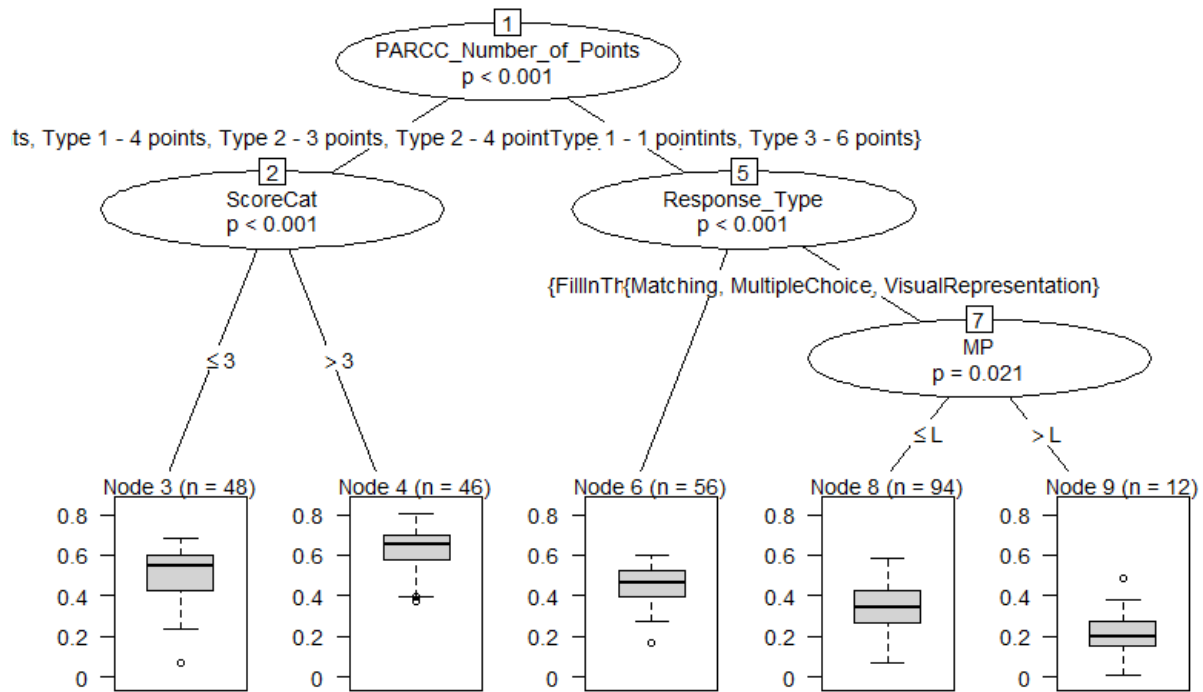 1
PARCC_Number_of_Points
p < 0.001
ts, Type 1 - 4 points, Type 2 - 3 points, Type 2 - 4 pointType 1 - 1 pointints, Type 3 - 6 points}
2
ScoreCat
p < 0.001
5
Response_Type
p < 0.001
{FillInTh{Matching, MultipleChoice, VisualRepresentation}
7
MP
p = 0.021
≤ 3
> 3
≤ L
> L
Node 3 (n = 48)
0.8
0.6
0.4
0.2
0
Node 4 (n = 46)
0.8
0.6
0.4
0.2
0
Node 6 (n = 56)
0.8
0.6
0.4
0.2
0
Node 8 (n = 94)
0.8
0.6
0.4
0.2
0
Node 9 (n = 12)
0.8
0.6
0.4
0.2
0